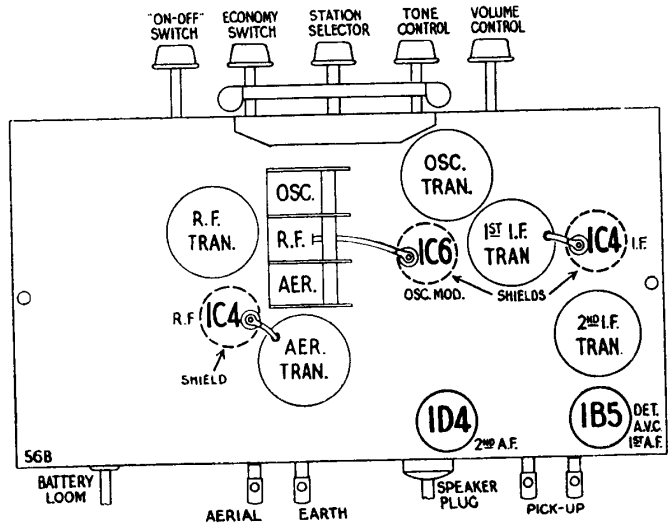 "ON-OFF"
SWITCH
ECONOMY
SWITCH
STATION
SELECTOR
TONE
CONTROL
VOLUME
CONTROL
OSC.
TRAN.
OSC.
R.F.
AER.
R.F.
TRAN.
1ST I.F.
TRAN
IC4
I.F.
IC6
OSC. MOD.
SHIELDS
R.F
IC4
SHIELD
AER.
TRAN.
2ND I.F.
TRAN.
ID4
2ND A.F.
IB5
DET.
A.V.C.
1ST A.F.
56B
BATTERY
LOOM
AERIAL
EARTH
SPEAKER
PLUG
PICK-UP